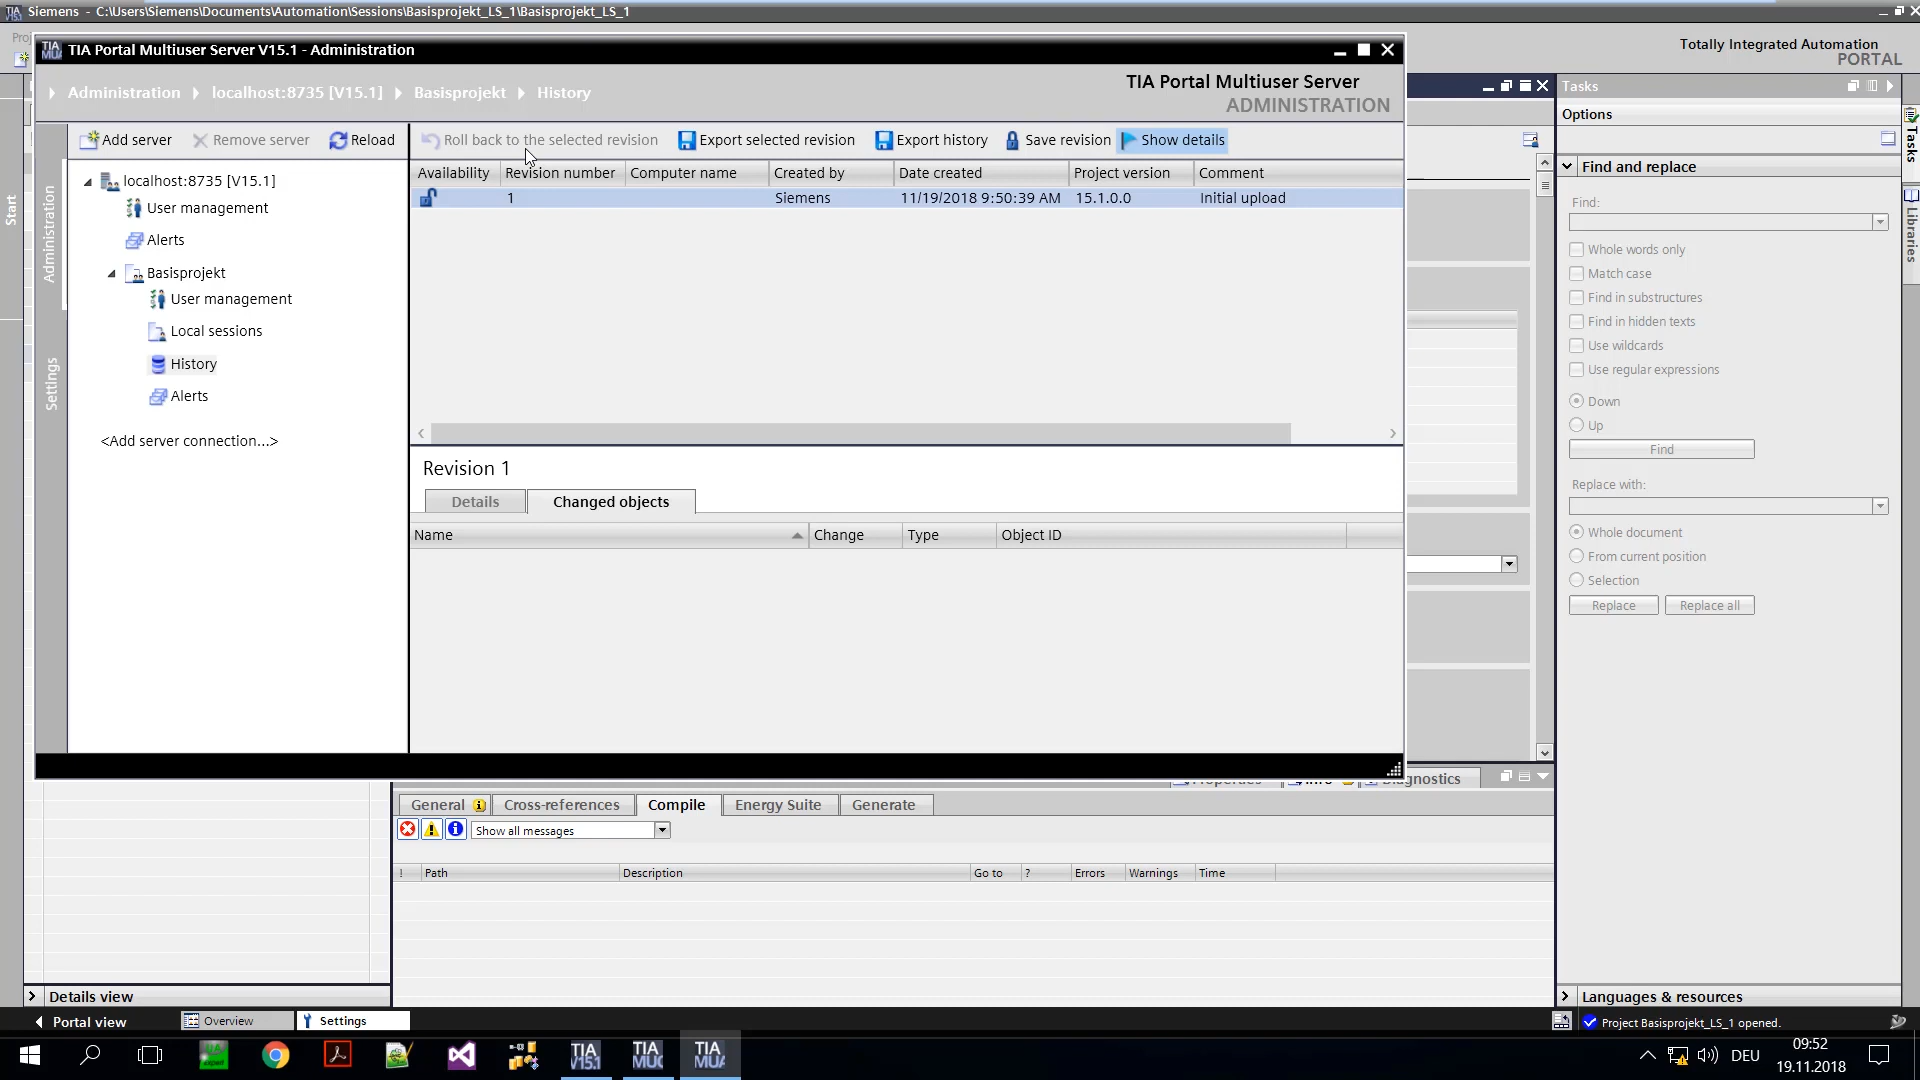 Siemens - C:\Users\Siemens\Documents\Automation\Sessions\Basisprojekt_LS_1\Basisprojekt_LS_1
Totally Integrated Automation
PORTAL
TIA Portal Multiuser Server V15.1 - Administration
Administration
localhost:8735 [V15.1]
Basisprojekt
History
TIA Portal Multiuser Server
ADMINISTRATION
Add server
Remove server
Reload
Roll back to the selected revision
Export selected revision
Export history
Save revision
Show details
Start
Administration
Settings
localhost:8735 [V15.1]
User management
Alerts
Basisprojekt
User management
Local sessions
History
Alerts
<Add server connection...>
Availability Revision number Computer name Created by Date created Project version Comment
1 Siemens 11/19/2018 9:50:39 AM 15.1.0.0 Initial upload
Revision 1
Details
Changed objects
Name Change Type Object ID
Tasks
Options
Find and replace
Find:
Whole words only
Match case
Find in substructures
Find in hidden texts
Use wildcards
Use regular expressions
Down
Up
Find
Replace with:
Whole document
From current position
Selection
Replace
Replace all
Languages & resources
Tasks
Libraries
Diagnostics
General
Cross-references
Compile
Energy Suite
Generate
Show all messages
! Path Description Go to ? Errors Warnings Time
Details view
Portal view
Overview
Settings
Project Basisprojekt_LS_1 opened.
TIA V15.1
TIA MUC
TIA MUA
DEU
09:52
19.11.2018